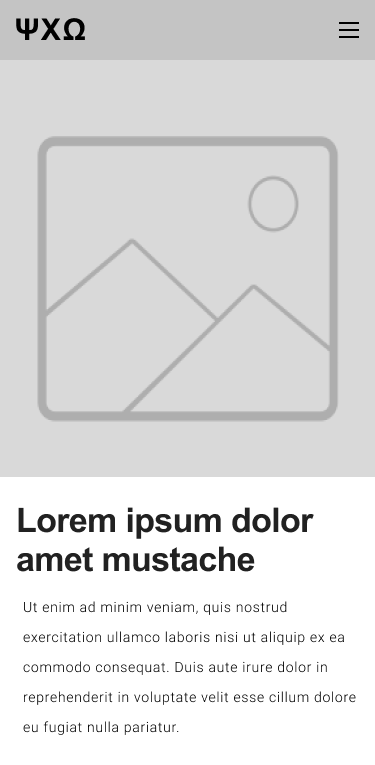 ΨΧΩ
Lorem ipsum dolor
amet mustache
Ut enim ad minim veniam, quis nostrud
exercitation ullamco laboris nisi ut aliquip ex ea
commodo consequat. Duis aute irure dolor in
reprehenderit in voluptate velit esse cillum dolore
eu fugiat nulla pariatur.